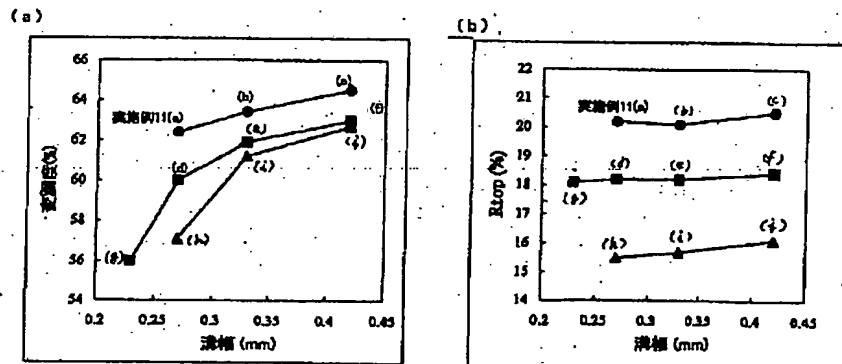 (a)
66
64
62
60
58
56
54
変調度(%)
実施例11(a)
(b)
(a)
(d)
(e)
(f)
(g)
(h)
(i)
(j)
0.2
0.25
0.3
0.35
0.4
0.45
溝幅 (mm)
(b)
22
21
20
19
18
17
16
15
14
Rtop (%)
実施例11(a)
(b)
(c)
(d)
(e)
(f)
(g)
(h)
(i)
(j)
0.2
0.25
0.3
0.35
0.4
0.45
溝幅 (mm)